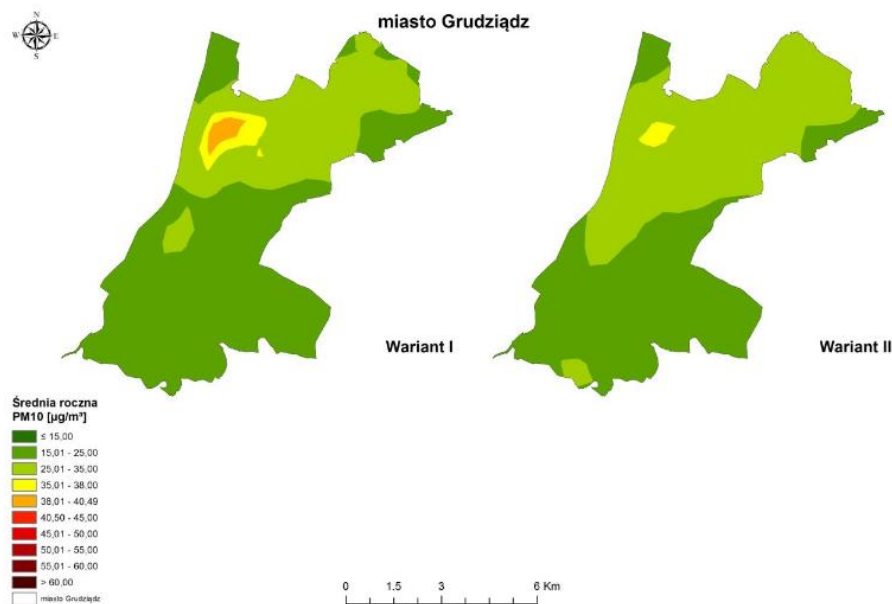 miasto Grudziądz
N
W E
S
Wariant I
Wariant II
Średnia roczna
PM10 [µg/m³]
≤ 15,00
15,01 - 25,00
25,01 - 35,00
35,01 - 38,00
38,01 - 40,49
40,50 - 45,00
45,01 - 50,00
50,01 - 55,00
55,01 - 60,00
> 60,00
miasto Grudziądz
0 1.5 3 6 Km